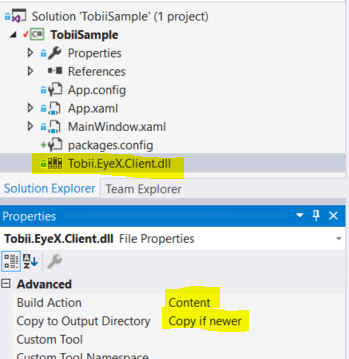 Solution 'TobiiSample' (1 project)
C# TobiiSample
Properties
References
App.config
App.xaml
MainWindow.xaml
packages.config
Tobii.EyeX.Client.dll
Solution Explorer Team Explorer
Properties
Tobii.EyeX.Client.dll File Properties
Advanced
Build Action Content
Copy to Output Directory Copy if newer
Custom Tool
Custom Tool Namespace